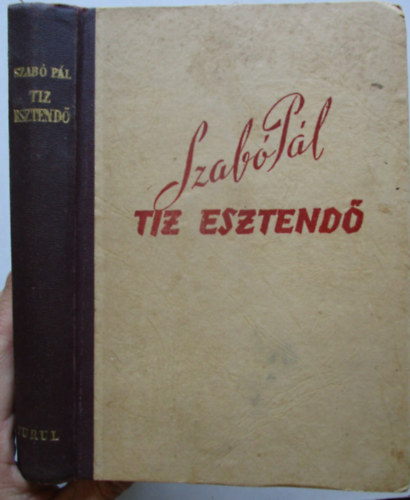 SZABÓ PÁL
TIZ
ESZTENDŐ
TURUL
Szabó Pál
TIZ ESZTENDŐ